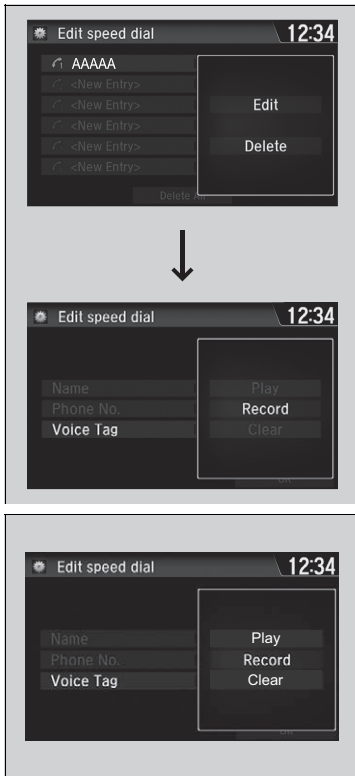 Edit speed dial 12:34
AAAAA
<New Entry>
<New Entry>
Edit
<New Entry>
<New Entry>
Delete
<New Entry>
Delete All
Edit speed dial 12:34
Name Play
Phone No. Record
Voice Tag Clear
OK
Edit speed dial 12:34
Name Play
Phone No. Record
Voice Tag Clear
OK